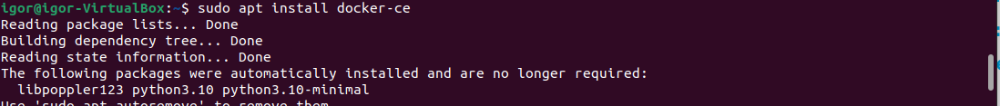 igor@igor-VirtualBox:~$ sudo apt install docker-ce
Reading package lists... Done
Building dependency tree... Done
Reading state information... Done
The following packages were automatically installed and are no longer required:
  libpoppler123 python3.10 python3.10-minimal
Use 'sudo apt autoremove' to remove them.